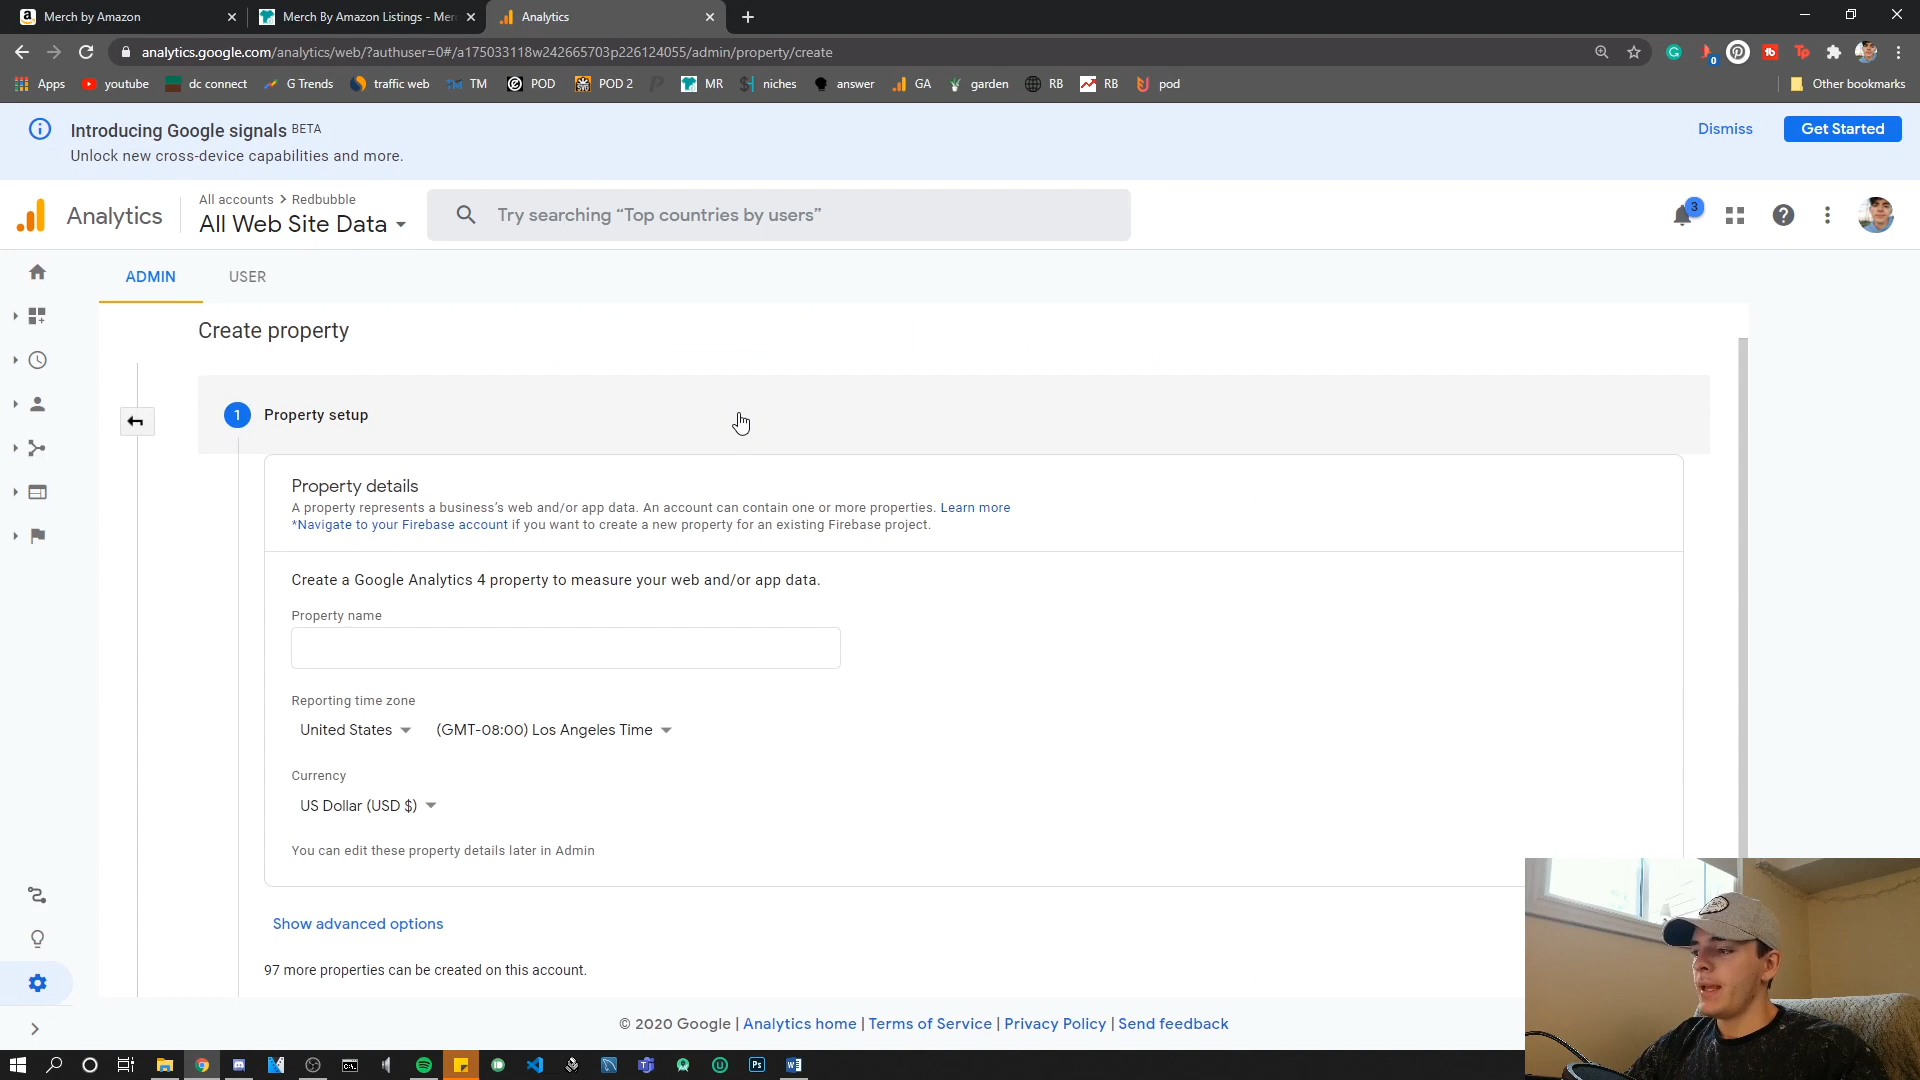 Merch by Amazon
Merch By Amazon Listings - Mer
Analytics
analytics.google.com/analytics/web/?authuser=0#/a175033118w242665703p226124055/admin/property/create
Apps
youtube
dc connect
G Trends
traffic web
TM
POD
POD 2
MR
niches
answer
GA
garden
RB
RB
pod
Other bookmarks
Introducing Google signals BETA
Unlock new cross-device capabilities and more.
Dismiss
Get Started
Analytics
All accounts > Redbubble
All Web Site Data
Try searching “Top countries by users”
3
ADMIN
USER
Create property
1 Property setup
Property details
A property represents a business's web and/or app data. An account can contain one or more properties. Learn more
*Navigate to your Firebase account if you want to create a new property for an existing Firebase project.
Create a Google Analytics 4 property to measure your web and/or app data.
Property name
Reporting time zone
United States (GMT-08:00) Los Angeles Time
Currency
US Dollar (USD $)
You can edit these property details later in Admin
Show advanced options
97 more properties can be created on this account.
© 2020 Google | Analytics home | Terms of Service | Privacy Policy | Send feedback